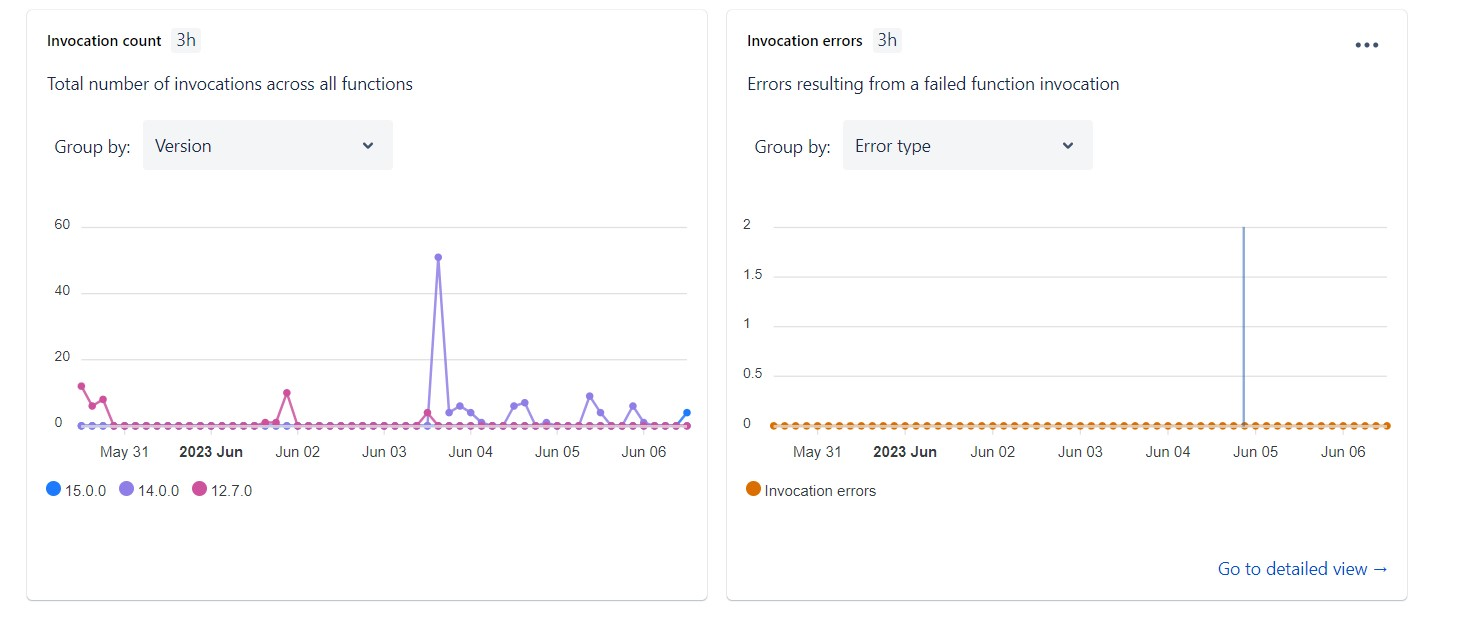 Invocation count 3h
Total number of invocations across all functions
Group by: Version
60
40
20
0
May 31 2023 Jun Jun 02 Jun 03 Jun 04 Jun 05 Jun 06
15.0.0 14.0.0 12.7.0
Invocation errors 3h
Errors resulting from a failed function invocation
Group by: Error type
2
1.5
1
0.5
0
May 31 2023 Jun Jun 02 Jun 03 Jun 04 Jun 05 Jun 06
Invocation errors
Go to detailed view →